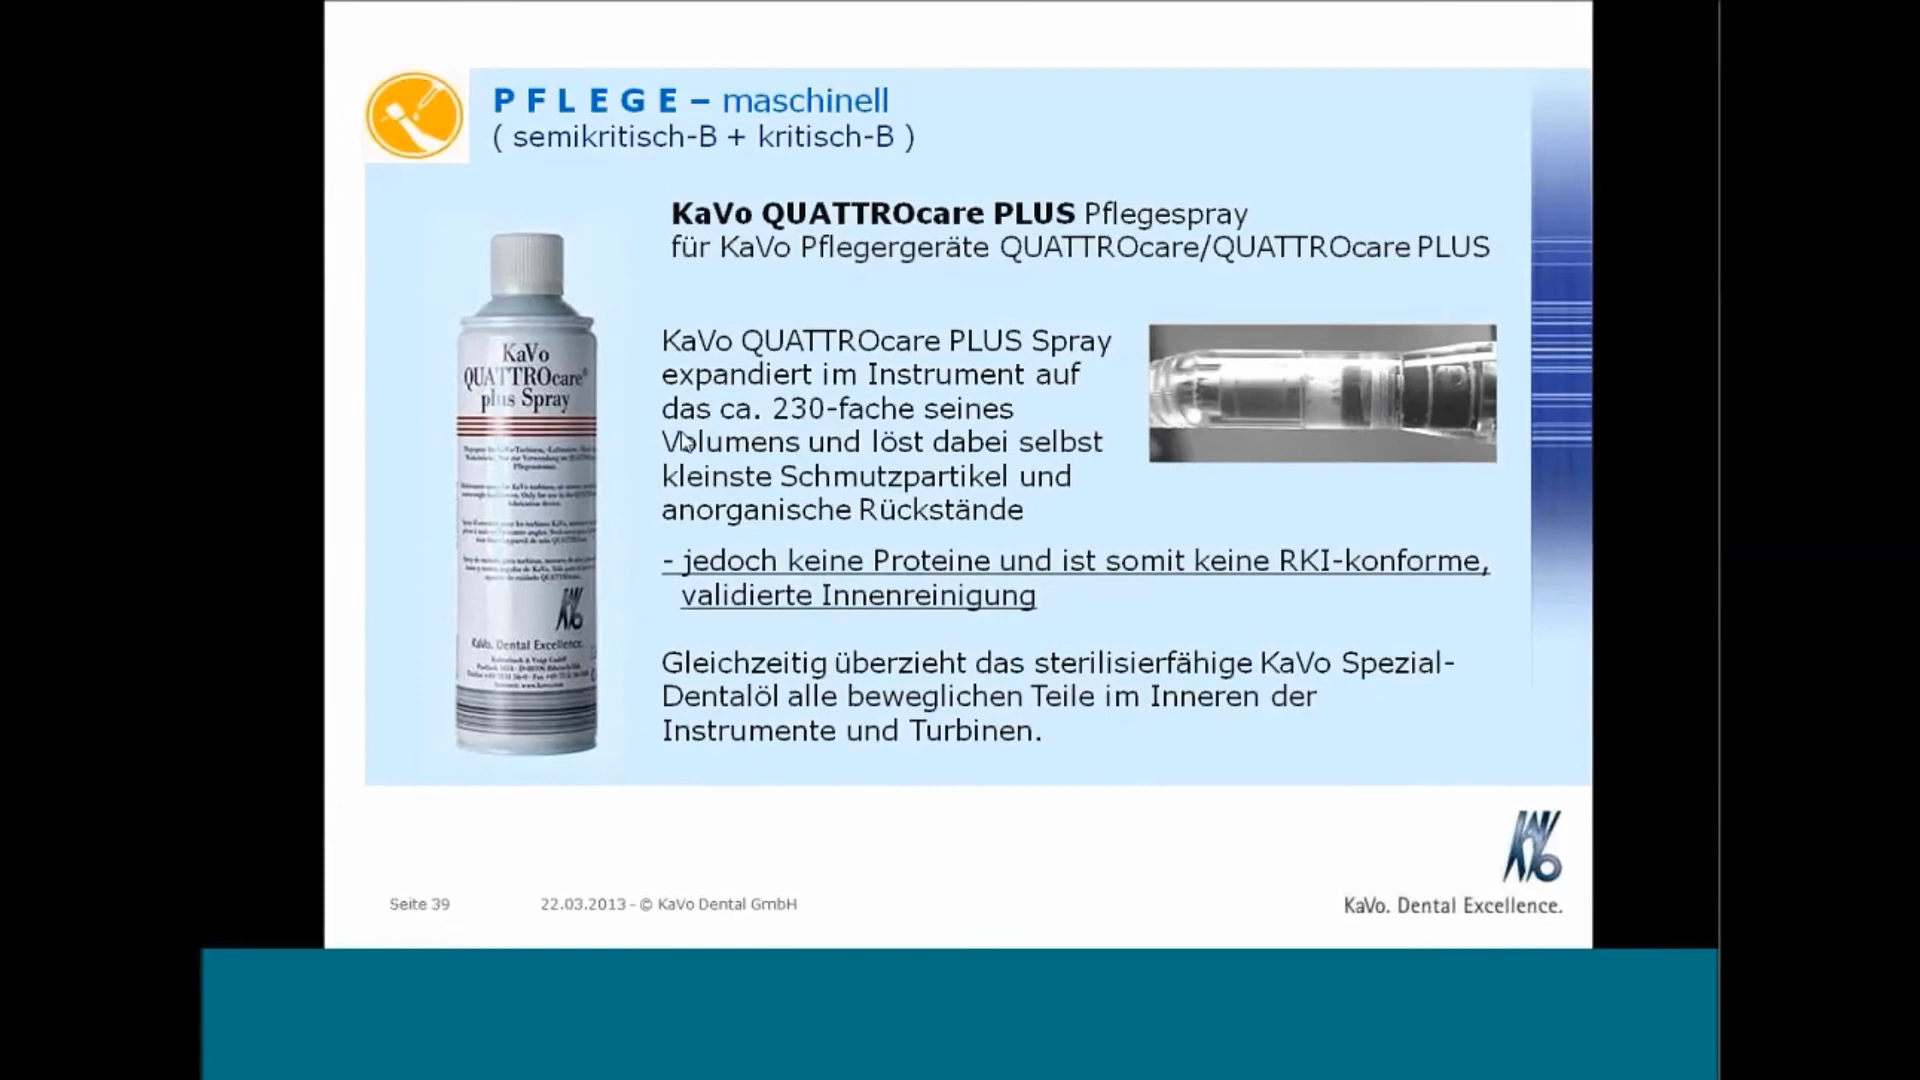 P F L E G E – maschinell
( semikritisch-B + kritisch-B )
KaVo QUATTROcare PLUS Pflegespray
für KaVo Pflegergeräte QUATTROcare/QUATTROcare PLUS
KaVo QUATTROcare PLUS Spray
expandiert im Instrument auf
das ca. 230-fache seines
Volumens und löst dabei selbst
kleinste Schmutzpartikel und
anorganische Rückstände
- jedoch keine Proteine und ist somit keine RKI-konforme,
validierte Innenreinigung
Gleichzeitig überzieht das sterilisierfähige KaVo Spezial-
Dentalöl alle beweglichen Teile im Inneren der
Instrumente und Turbinen.
KaVo
QUATTROcare®
plus Spray
KaVo
KaVo. Dental Excellence.
KaVo
Seite 39
22.03.2013 - © KaVo Dental GmbH
KaVo. Dental Excellence.